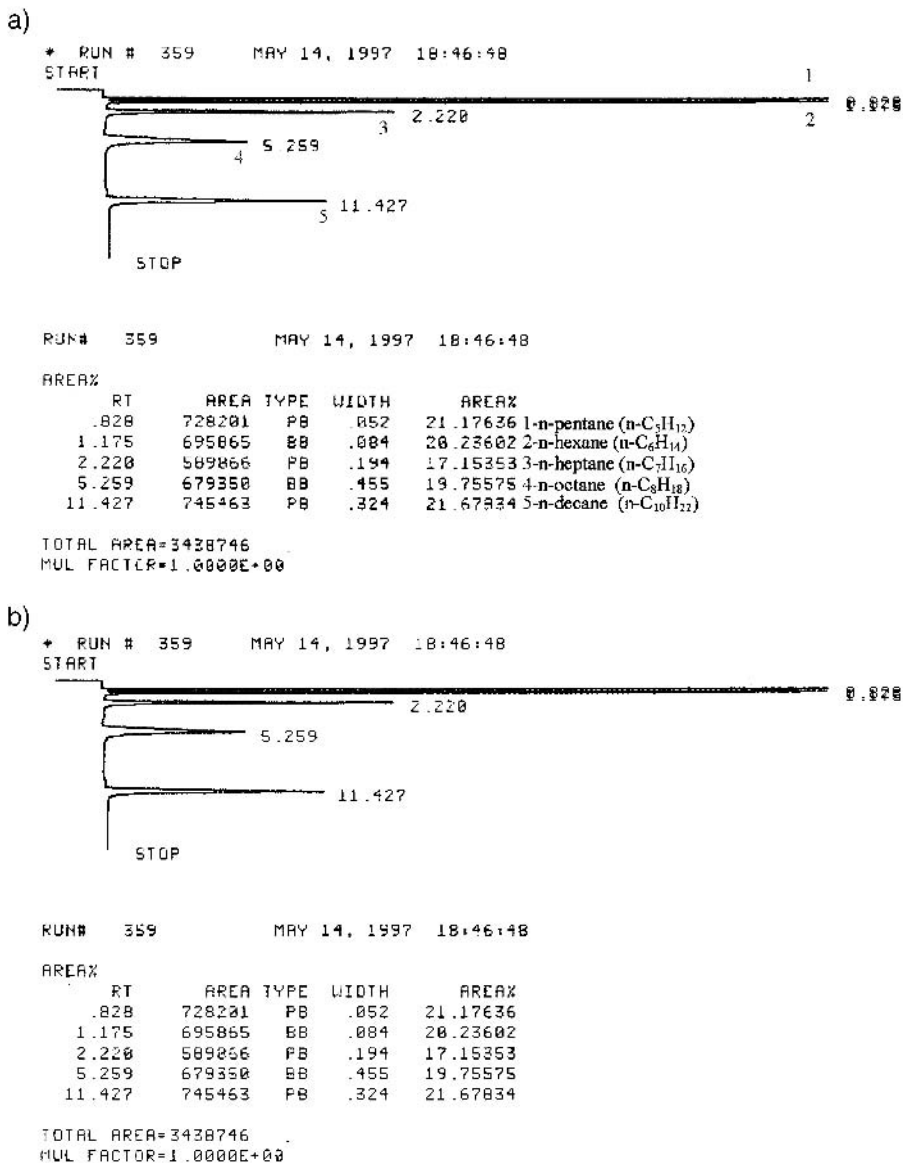 a)
* RUN # 359 MAY 14, 1997 18:46:48
START
1
2.220
3
2
5.259
4
11.427
5
STOP
RUN# 359 MAY 14, 1997 18:46:48
AREA%
RT AREA TYPE WIDTH AREA%
.828 728201 PB .052 21.17636 1-n-pentane (n-C₅H₁₂)
1.175 695865 BB .084 20.23602 2-n-hexane (n-C₆H₁₄)
2.220 589866 PB .194 17.15353 3-n-heptane (n-C₇H₁₆)
5.259 679350 BB .455 19.75575 4-n-octane (n-C₈H₁₈)
11.427 745463 PB .324 21.67834 5-n-decane (n-C₁₀H₂₂)
TOTAL AREA=3438746
MUL FACTOR=1.0000E+00
b)
* RUN # 359 MAY 14, 1997 18:46:48
START
2.220
5.259
11.427
STOP
RUN# 359 MAY 14, 1997 18:46:48
AREA%
RT AREA TYPE WIDTH AREA%
.828 728201 PB .052 21.17636
1.175 695865 BB .084 20.23602
2.220 589866 PB .194 17.15353
5.259 679350 BB .455 19.75575
11.427 745463 PB .324 21.67834
TOTAL AREA=3438746
MUL FACTOR=1.0000E+00